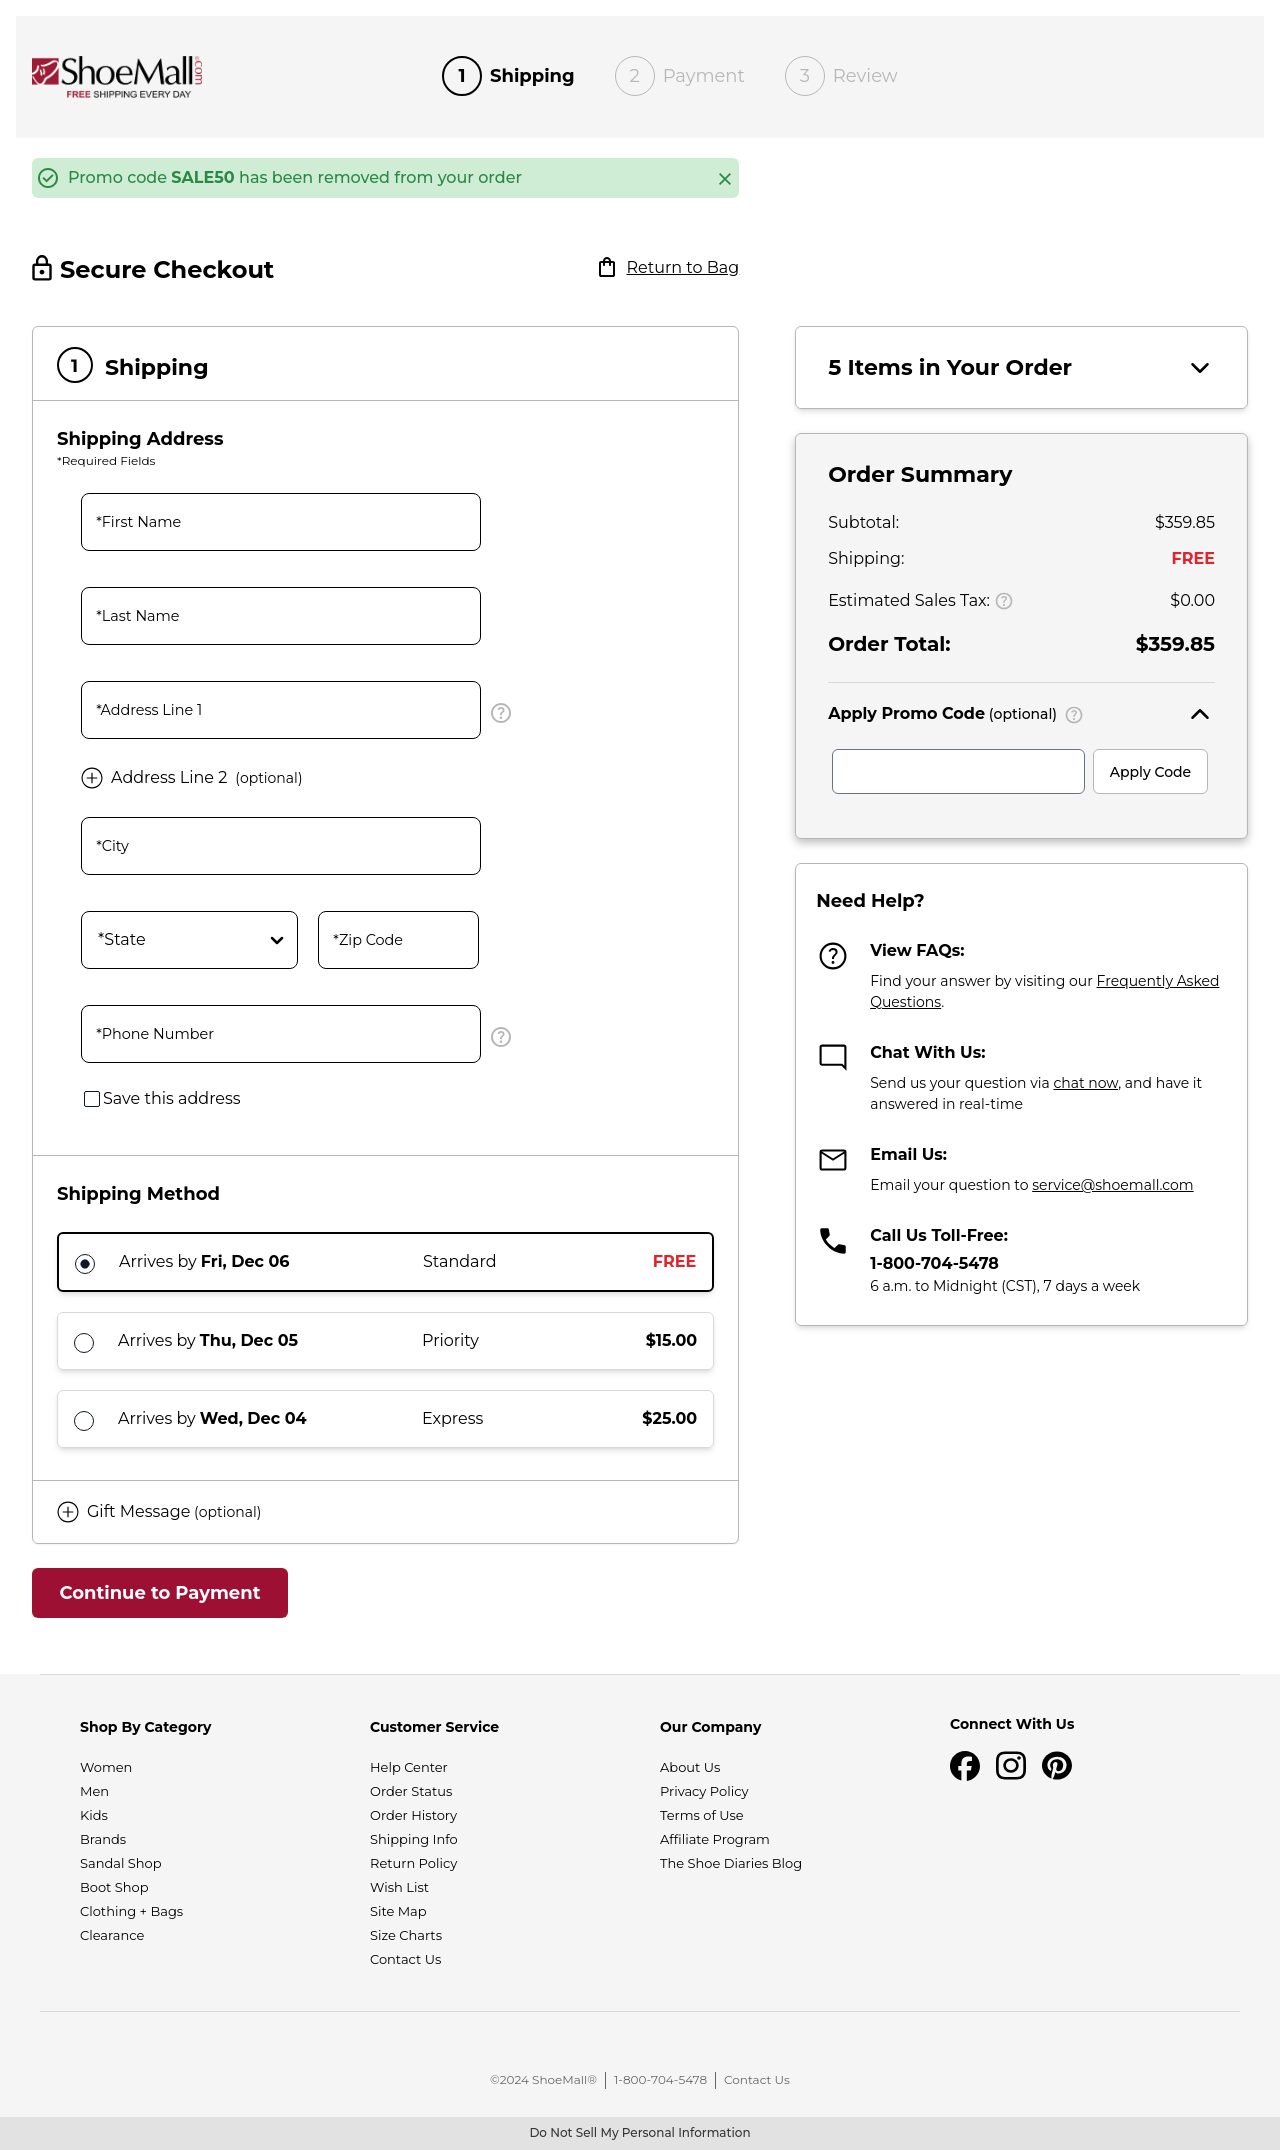 ShoeMall.com
FREE SHIPPING EVERY DAY
1 Shipping
2 Payment
3 Review
Promo code SALE50 has been removed from your order
Secure Checkout
Return to Bag
1 Shipping
Shipping Address
*Required Fields
*First Name
*Last Name
*Address Line 1
?
Address Line 2 (optional)
*City
*State
*Zip Code
*Phone Number
?
Save this address
Shipping Method
Arrives by Fri, Dec 06 Standard FREE
Arrives by Thu, Dec 05 Priority $15.00
Arrives by Wed, Dec 04 Express $25.00
Gift Message (optional)
Continue to Payment
5 Items in Your Order
Order Summary
Subtotal: $359.85
Shipping: FREE
Estimated Sales Tax: ? $0.00
Order Total: $359.85
Apply Promo Code (optional) ?
Apply Code
Need Help?
?
View FAQs:
Find your answer by visiting our Frequently Asked
Questions.
Chat With Us:
Send us your question via chat now, and have it
answered in real-time
Email Us:
Email your question to service@shoemall.com
Call Us Toll-Free:
1-800-704-5478
6 a.m. to Midnight (CST), 7 days a week
Shop By Category
Women
Men
Kids
Brands
Sandal Shop
Boot Shop
Clothing + Bags
Clearance
Customer Service
Help Center
Order Status
Order History
Shipping Info
Return Policy
Wish List
Site Map
Size Charts
Contact Us
Our Company
About Us
Privacy Policy
Terms of Use
Affiliate Program
The Shoe Diaries Blog
Connect With Us
©2024 ShoeMall® | 1-800-704-5478 | Contact Us
Do Not Sell My Personal Information